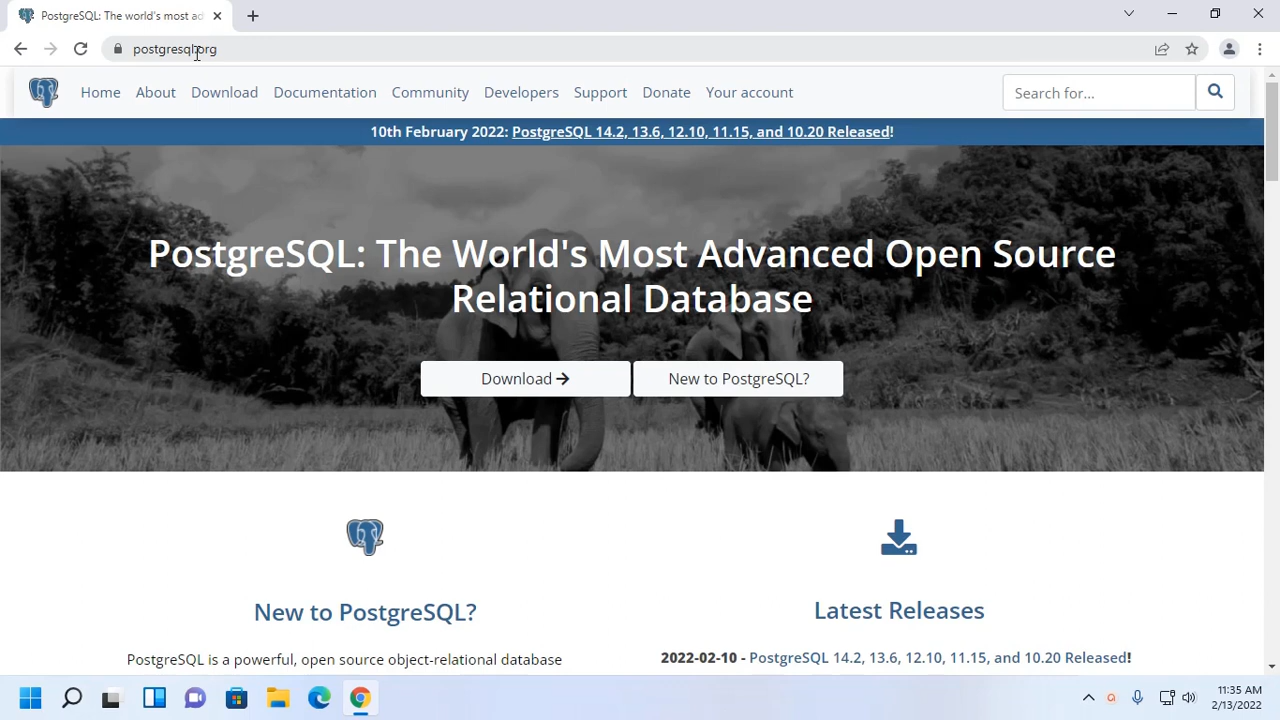 PostgreSQL: The world's most ad
postgresql.org
Home About Download Documentation Community Developers Support Donate Your account
Search for...
10th February 2022: PostgreSQL 14.2, 13.6, 12.10, 11.15, and 10.20 Released!
PostgreSQL: The World's Most Advanced Open Source
Relational Database
Download
New to PostgreSQL?
New to PostgreSQL?
PostgreSQL is a powerful, open source object-relational database
Latest Releases
2022-02-10 - PostgreSQL 14.2, 13.6, 12.10, 11.15, and 10.20 Released!
11:35 AM
2/13/2022